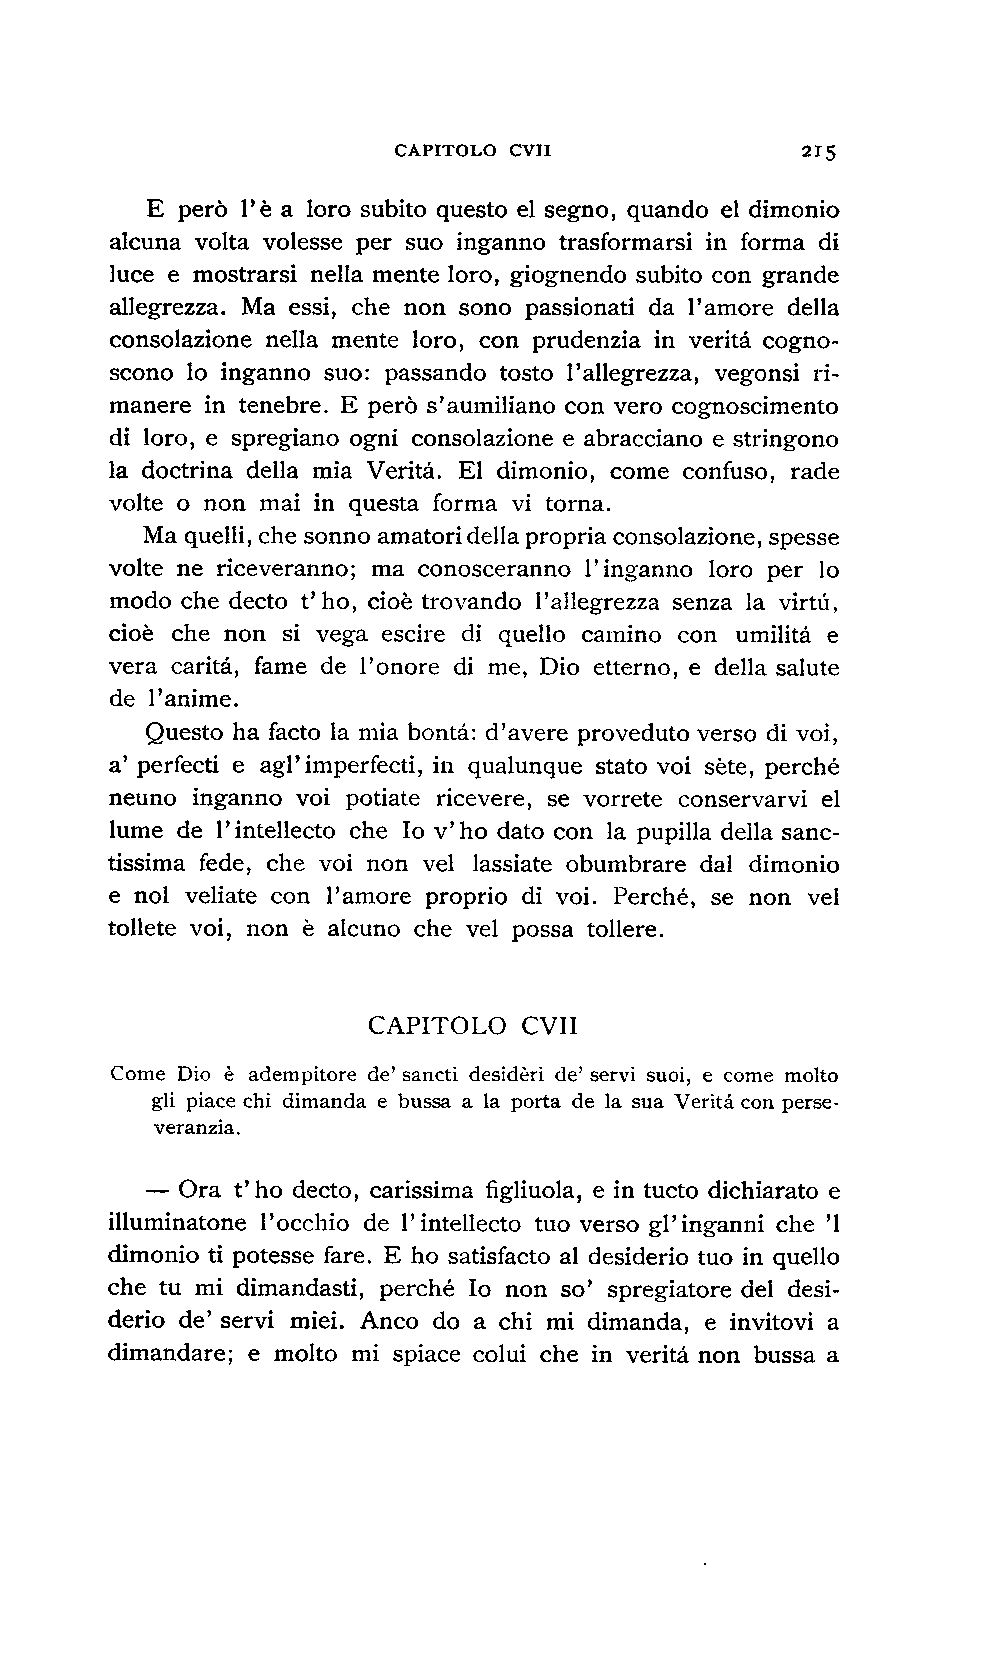 CAPITOLO CVII 215
E però l'è a loro subito questo el segno, quando el dimonio
alcuna volta volesse per suo inganno trasformarsi in forma di
luce e mostrarsi nella mente loro, giognendo subito con grande
allegrezza. Ma essi, che non sono passionati da l'amore della
consolazione nella mente loro, con prudenzia in veritá cogno-
scono lo inganno suo: passando tosto l'allegrezza, vegonsi ri-
manere in tenebre. E però s'aumiliano con vero cognoscimento
di loro, e spregiano ogni consolazione e abracciano e stringono
la doctrina della mia Veritá. El dimonio, come confuso, rade
volte o non mai in questa forma vi torna.
Ma quelli, che sonno amatori della propria consolazione, spesse
volte ne riceveranno; ma conosceranno l'inganno loro per lo
modo che decto t'ho, cioè trovando l'allegrezza senza la virtú,
cioè che non si vega escire di quello camino con umilitá e
vera caritá, fame de l'onore di me, Dio etterno, e della salute
de l'anime.
Questo ha facto la mia bontá: d'avere proveduto verso di voi,
a' perfecti e agl'imperfecti, in qualunque stato voi sète, perché
neuno inganno voi potiate ricevere, se vorrete conservarvi el
lume de l'intellecto che Io v'ho dato con la pupilla della sanc-
tissima fede, che voi non vel lassiate obumbrare dal dimonio
e nol veliate con l'amore proprio di voi. Perché, se non vel
tollete voi, non è alcuno che vel possa tollere.
CAPITOLO CVII
Come Dio è adempitore de' sancti desidèri de' servi suoi, e come molto
gli piace chi dimanda e bussa a la porta de la sua Veritá con perse-
veranzia.
— Ora t'ho decto, carissima figliuola, e in tucto dichiarato e
illuminatone l'occhio de l'intellecto tuo verso gl'inganni che 'l
dimonio ti potesse fare. E ho satisfacto al desiderio tuo in quello
che tu mi dimandasti, perché Io non so' spregiatore del desi-
derio de' servi miei. Anco do a chi mi dimanda, e invitovi a
dimandare; e molto mi spiace colui che in veritá non bussa a